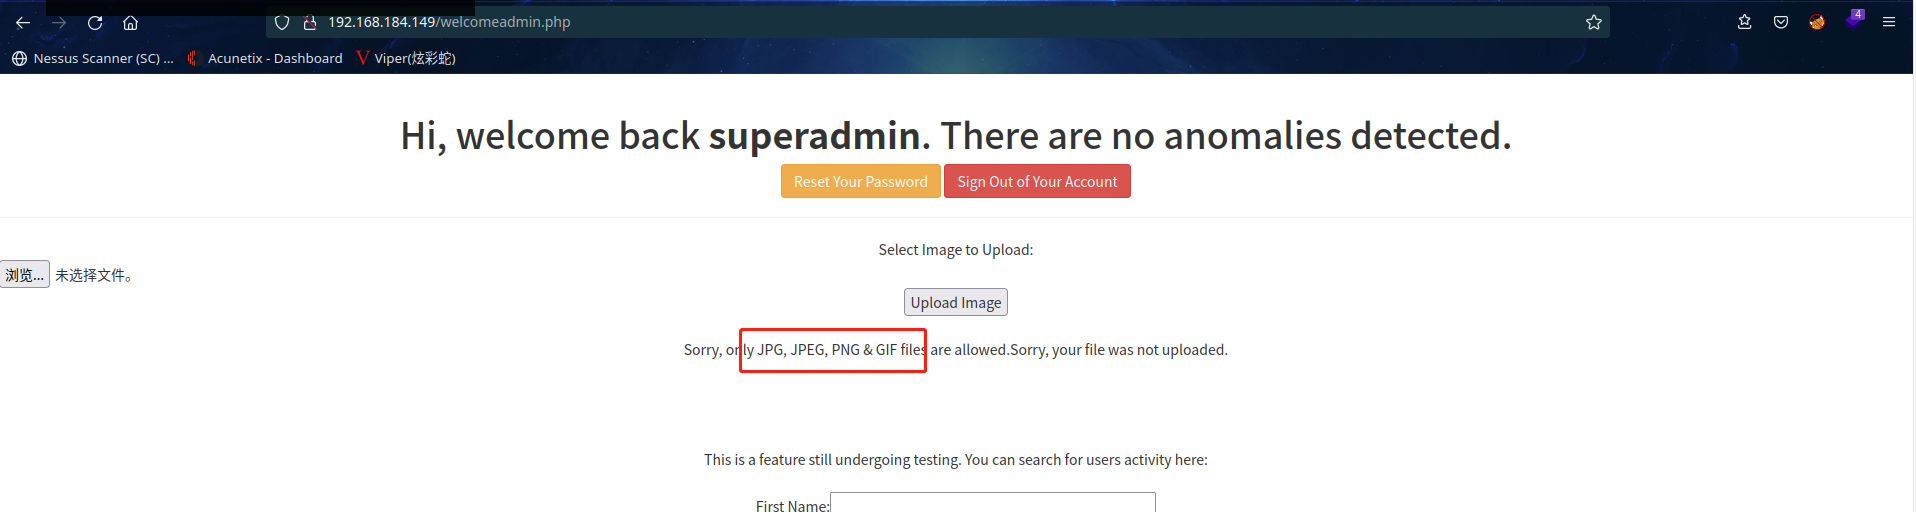 192.168.184.149/welcomeadmin.php
4
Nessus Scanner (SC) ... Acunetix - Dashboard Viper(炫彩蛇)
Hi, welcome back superadmin. There are no anomalies detected.
Reset Your Password Sign Out of Your Account
Select Image to Upload:
浏览... 未选择文件。
Upload Image
Sorry, only JPG, JPEG, PNG & GIF files are allowed.Sorry, your file was not uploaded.
This is a feature still undergoing testing. You can search for users activity here:
First Name: